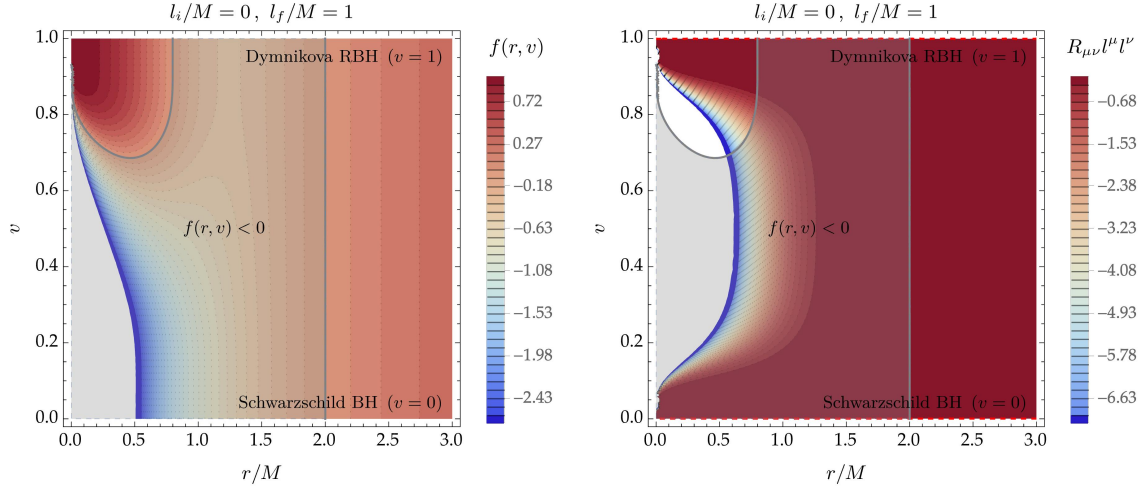 l_i/M = 0 , l_f/M = 1
f(r, v)
Dymnikova RBH (v = 1)
f(r, v) < 0
Schwarzschild BH (v = 0)
1.0
0.8
0.6
0.4
0.2
0.0
v
0.0 0.5 1.0 1.5 2.0 2.5 3.0
r/M
0.72
0.27
−0.18
−0.63
−1.08
−1.53
−1.98
−2.43
l_i/M = 0 , l_f/M = 1
R_{μν}l^μl^ν
Dymnikova RBH (v = 1)
f(r, v) < 0
Schwarzschild BH (v = 0)
1.0
0.8
0.6
0.4
0.2
0.0
v
0.0 0.5 1.0 1.5 2.0 2.5 3.0
r/M
−0.68
−1.53
−2.38
−3.23
−4.08
−4.93
−5.78
−6.63